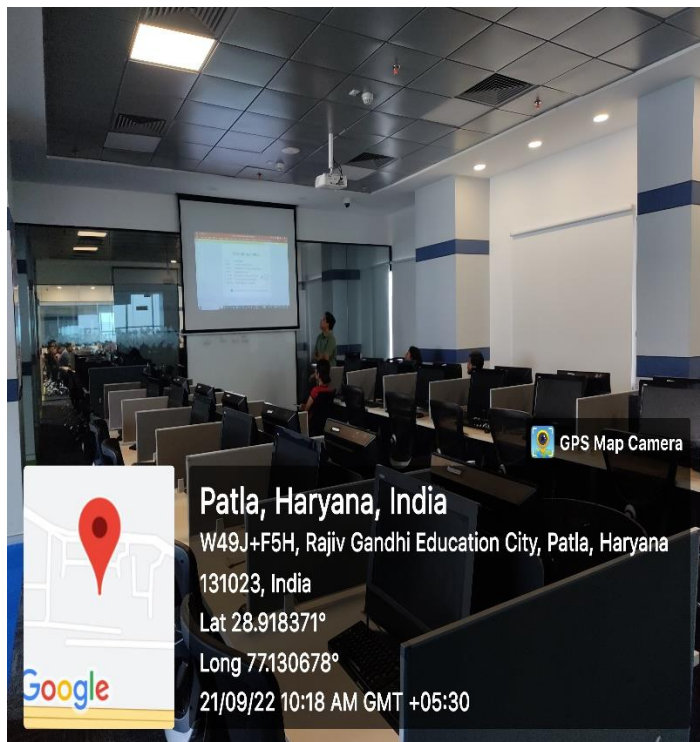 GPS Map Camera
Patla, Haryana, India
W49J+F5H, Rajiv Gandhi Education City, Patla, Haryana
131023, India
Lat 28.918371°
Long 77.130678°
21/09/22 10:18 AM GMT +05:30
Google